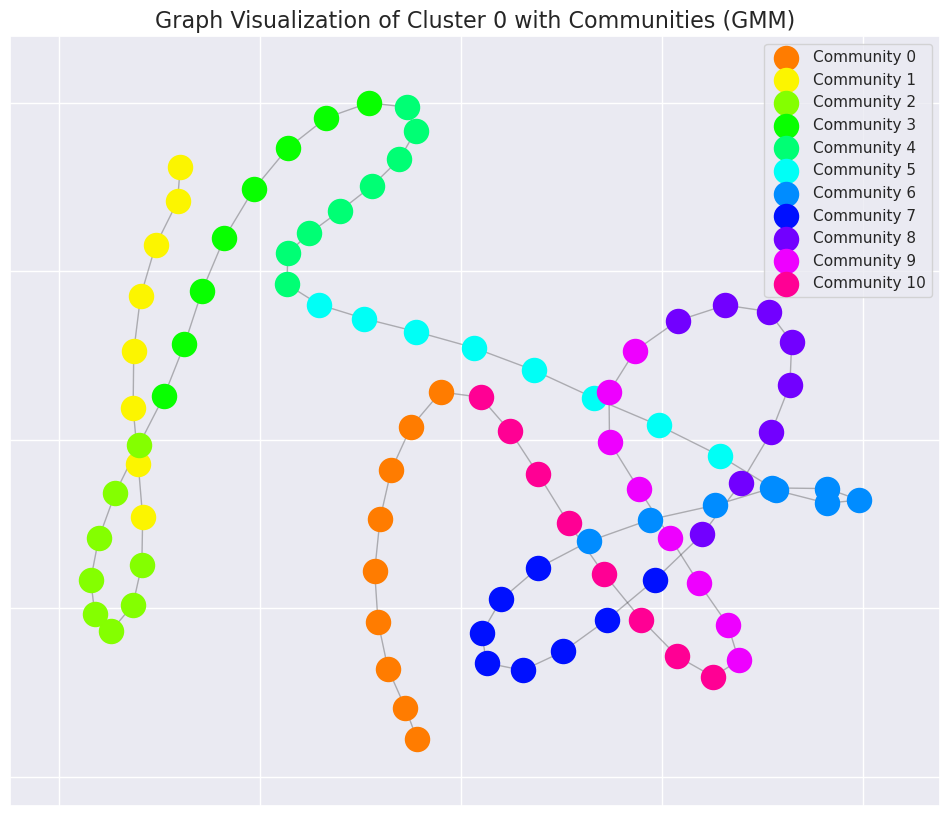 Graph Visualization of Cluster 0 with Communities (GMM)
Community 0
Community 1
Community 2
Community 3
Community 4
Community 5
Community 6
Community 7
Community 8
Community 9
Community 10